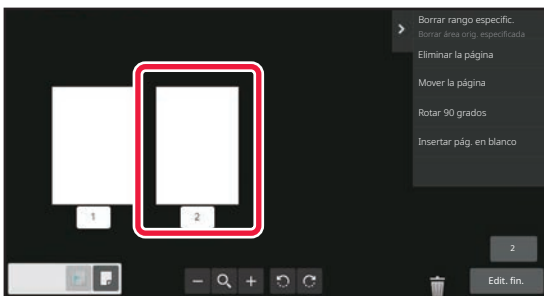 Borrar rango especific.
Borrar área orig. especificada
Eliminar la página
Mover la página
Rotar 90 grados
Insertar pág. en blanco
1
2
2
Edit. fin.